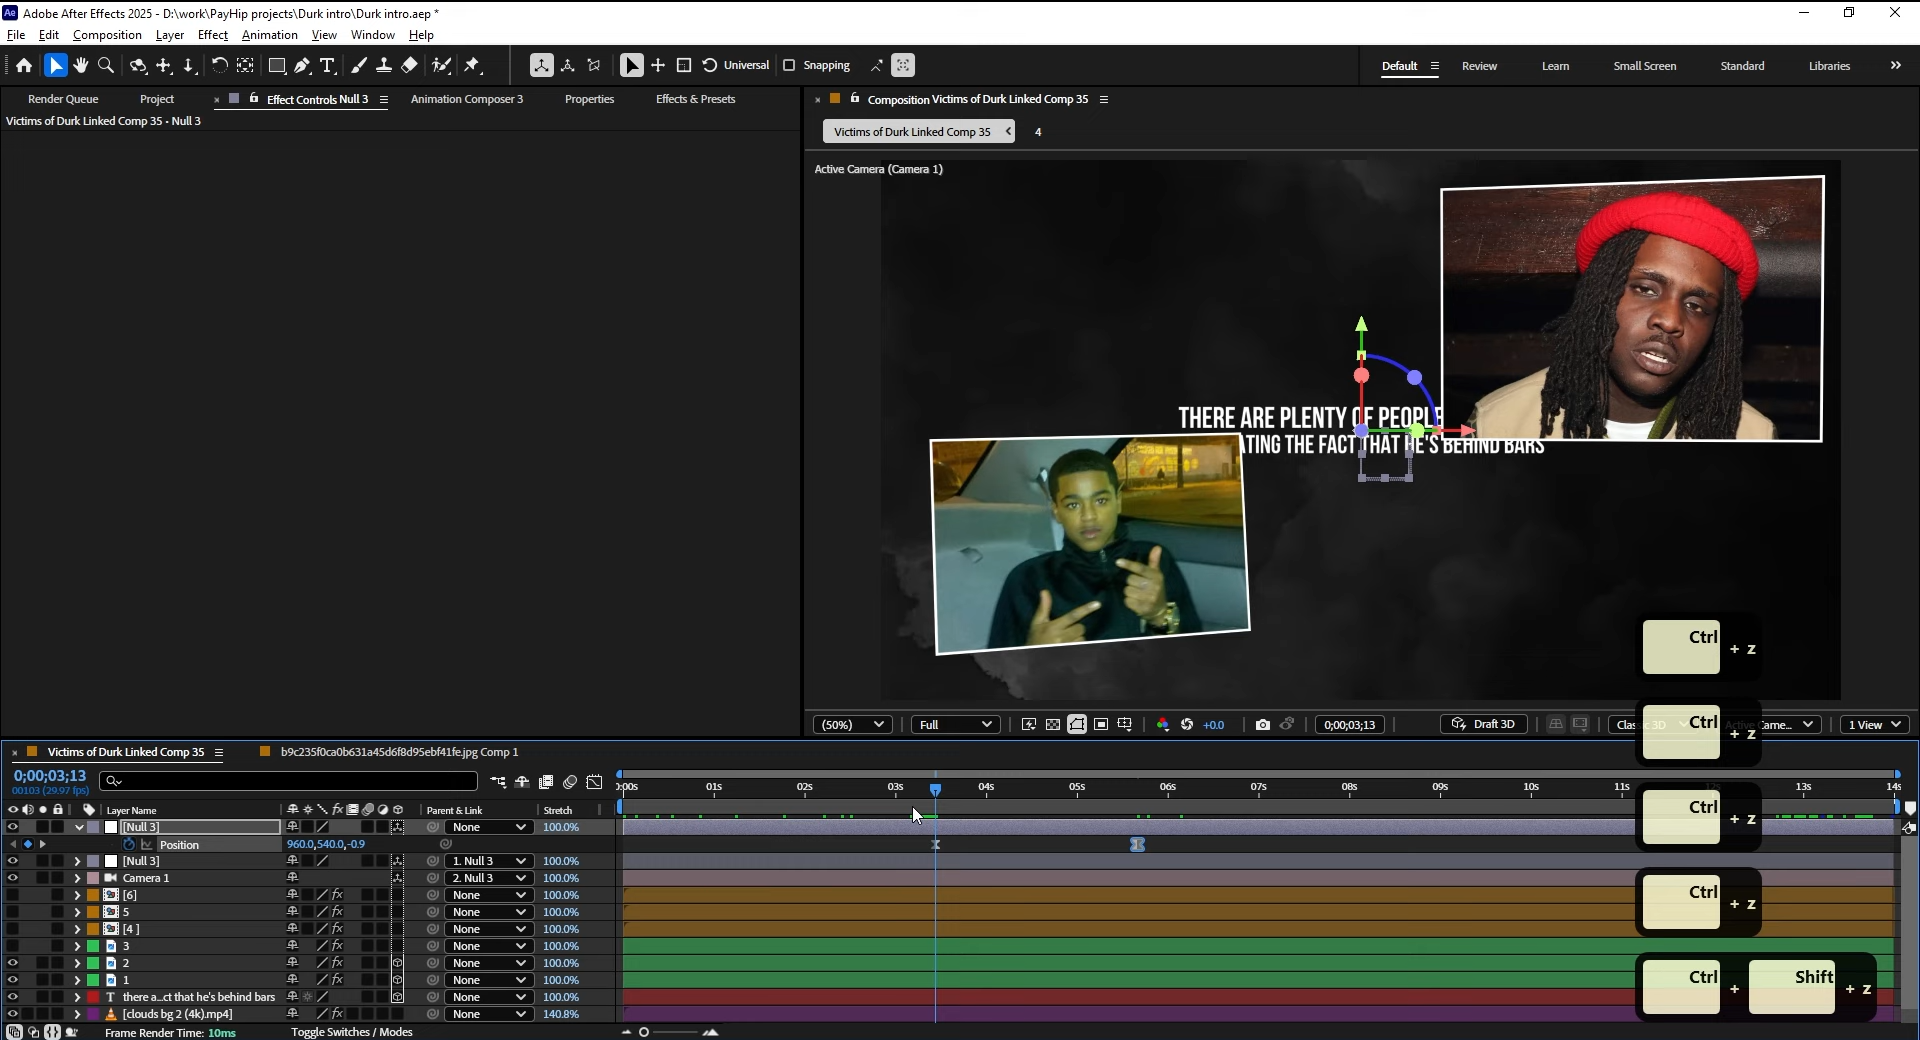 Ae Adobe After Effects 2025 - D:\work\PayHip projects\Durk intro\Durk intro.aep *
File Edit Composition Layer Effect Animation View Window Help
Universal Snapping Default Review Learn Small Screen Standard Libraries
Render Queue Project Effect Controls Null 3 Animation Composer 3 Properties Effects & Presets
Composition Victims of Durk Linked Comp 35
Victims of Durk Linked Comp 35 • Null 3
Victims of Durk Linked Comp 35 4
Active Camera (Camera 1)
THERE ARE PLENTY OF PEOPLE
ATING THE FACT THAT HE'S BEHIND BARS
Ctrl + z
Ctrl + z
Ctrl + z
Ctrl + z
Ctrl + Shift + z
(50%) Full +0.0 0;00;03;13 Draft 3D 1 View
Victims of Durk Linked Comp 35 b9c235f0ca0b631a45d6f8d95ebf41fe.jpg Comp 1
0;00;03;13
00103 (29.97 fps)
:00s 01s 02s 03s 04s 05s 06s 07s 08s 09s 10s 11s 13s 14s
Layer Name fx Parent & Link Stretch
[Null 3] None 100.0%
Position 960.0,540.0,-0.9
[Null 3] 1. Null 3 100.0%
Camera 1 2. Null 3 100.0%
[6] fx None 100.0%
5 fx None 100.0%
[4 ] fx None 100.0%
3 None 100.0%
2 fx None 100.0%
1 fx None 100.0%
T there a...ct that he's behind bars None 100.0%
[clouds bg 2 (4k).mp4] fx None 140.8%
Frame Render Time: 10ms Toggle Switches / Modes